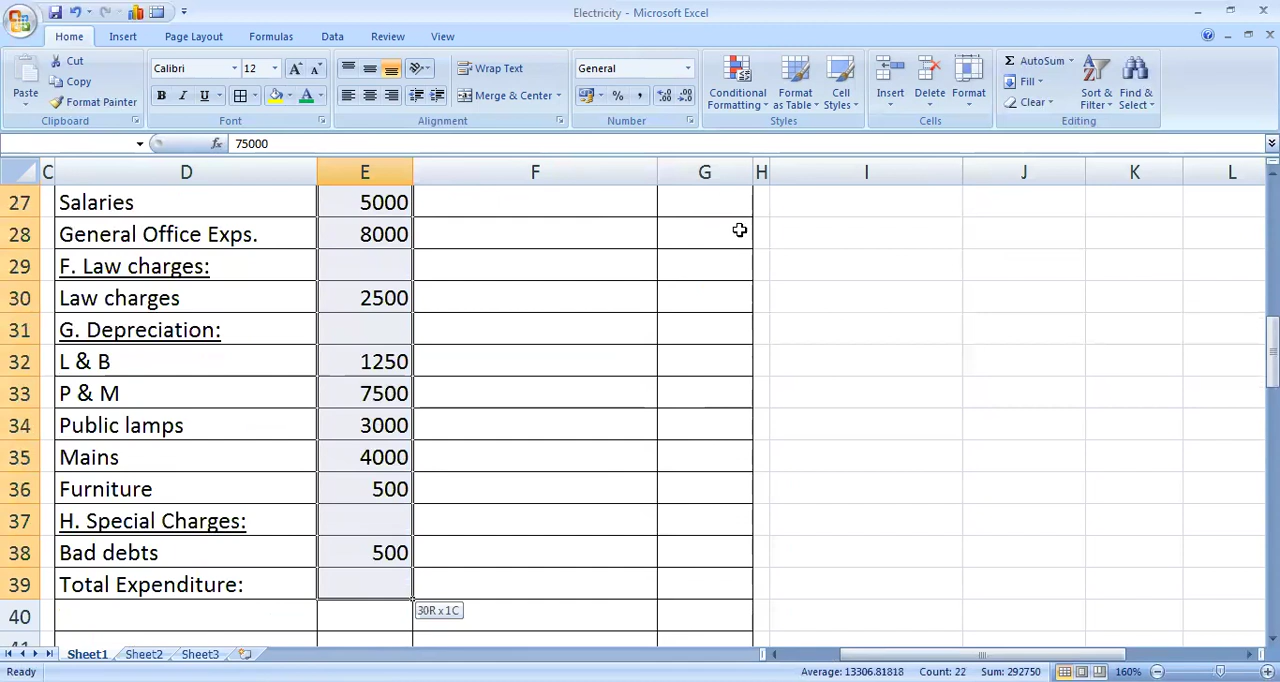 Electricity - Microsoft Excel
Home Insert Page Layout Formulas Data Review View
Paste Cut Copy Format Painter
Calibri 12 A A
B I U A
Wrap Text
Merge & Center
General
% ,
Conditional Formatting Format as Table Cell Styles
Insert Delete Format
Σ AutoSum
Fill
Clear
Sort & Filter Find & Select
Clipboard Font Alignment Number Styles Cells Editing
fx 75000
C D E F G H I J K L
27 Salaries 5000
28 General Office Exps. 8000
29 F. Law charges:
30 Law charges 2500
31 G. Depreciation:
32 L & B 1250
33 P & M 7500
34 Public lamps 3000
35 Mains 4000
36 Furniture 500
37 H. Special Charges:
38 Bad debts 500
39 Total Expenditure:
30R x 1C
40
Sheet1 Sheet2 Sheet3
Ready Average: 13306.81818 Count: 22 Sum: 292750 160%